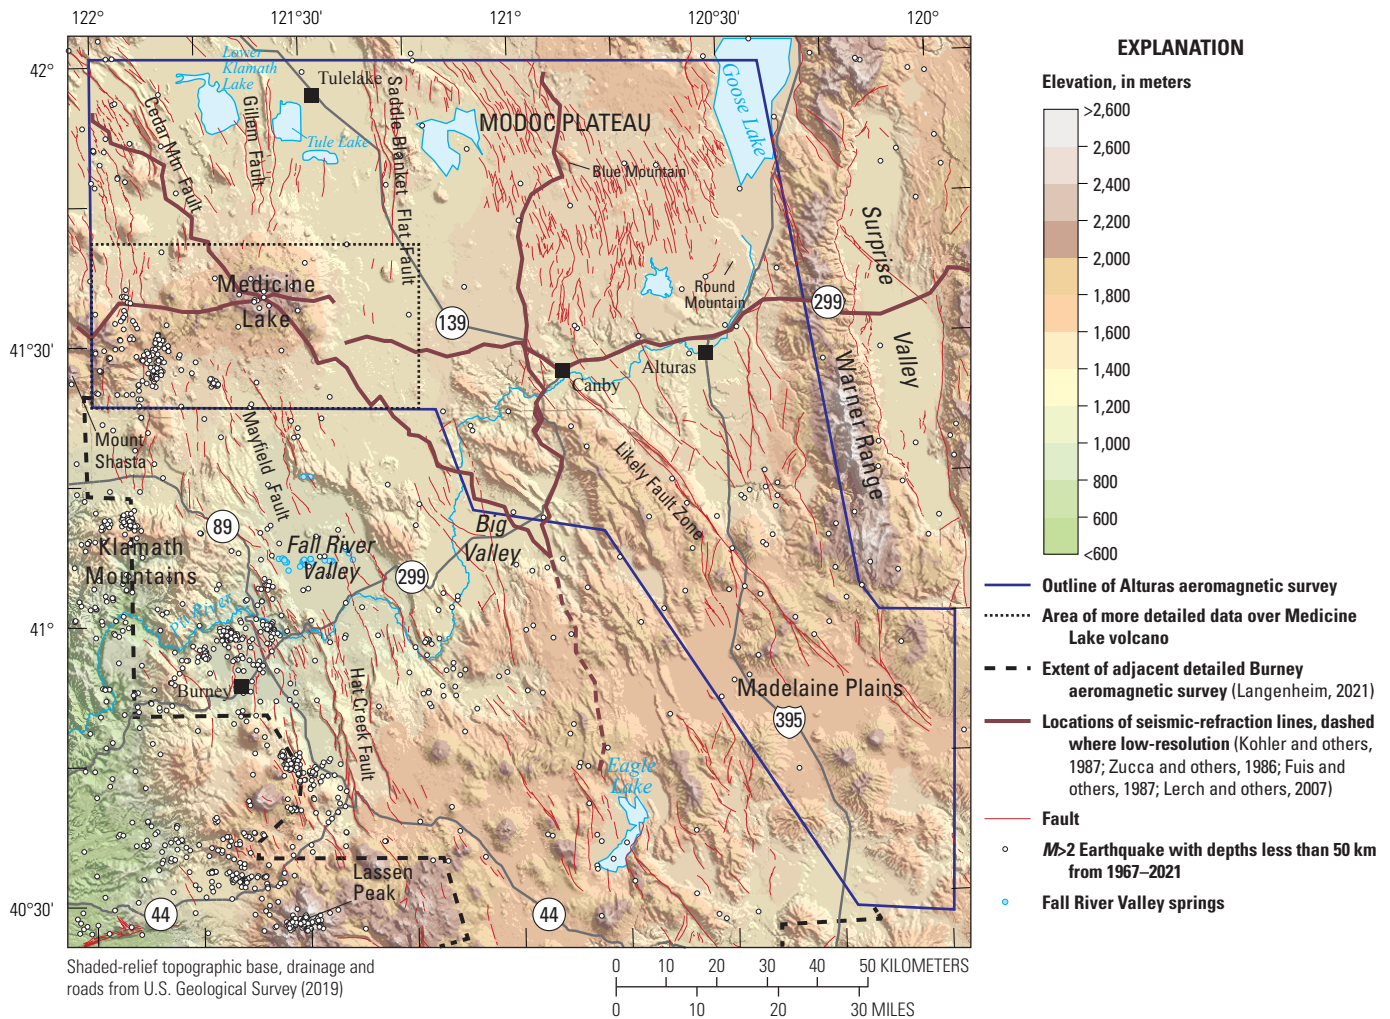 122°
121°30'
121°
120°30'
120°
42°
41°30'
41°
40°30'
Lower
Klamath
Lake
Tulelake
Tule Lake
Cedar Mtn Fault
Gillem Fault
Saddle Blanket Flat Fault
MODOC PLATEAU
Blue Mountain
Goose Lake
Surprise
Valley
Round
Mountain
299
Medicine
Lake
139
Alturas
Canby
Warner Range
Mount
Shasta
Mayfield Fault
Likely Fault Zone
89
Big
Valley
Fall River
Valley
Klamath
Mountains
299
Pit River
Burney
Hat Creek Fault
Madelaine Plains
395
Eagle
Lake
Lassen
Peak
44
44
EXPLANATION
Elevation, in meters
>2,600
2,600
2,400
2,200
2,000
1,800
1,600
1,400
1,200
1,000
800
600
<600
Outline of Alturas aeromagnetic survey
Area of more detailed data over Medicine
Lake volcano
Extent of adjacent detailed Burney
aeromagnetic survey (Langenheim, 2021)
Locations of seismic-refraction lines, dashed
where low-resolution (Kohler and others,
1987; Zucca and others, 1986; Fuis and
others, 1987; Lerch and others, 2007)
Fault
M>2 Earthquake with depths less than 50 km
from 1967–2021
Fall River Valley springs
Shaded-relief topographic base, drainage and
roads from U.S. Geological Survey (2019)
0 10 20 30 40 50 KILOMETERS
0 10 20 30 MILES